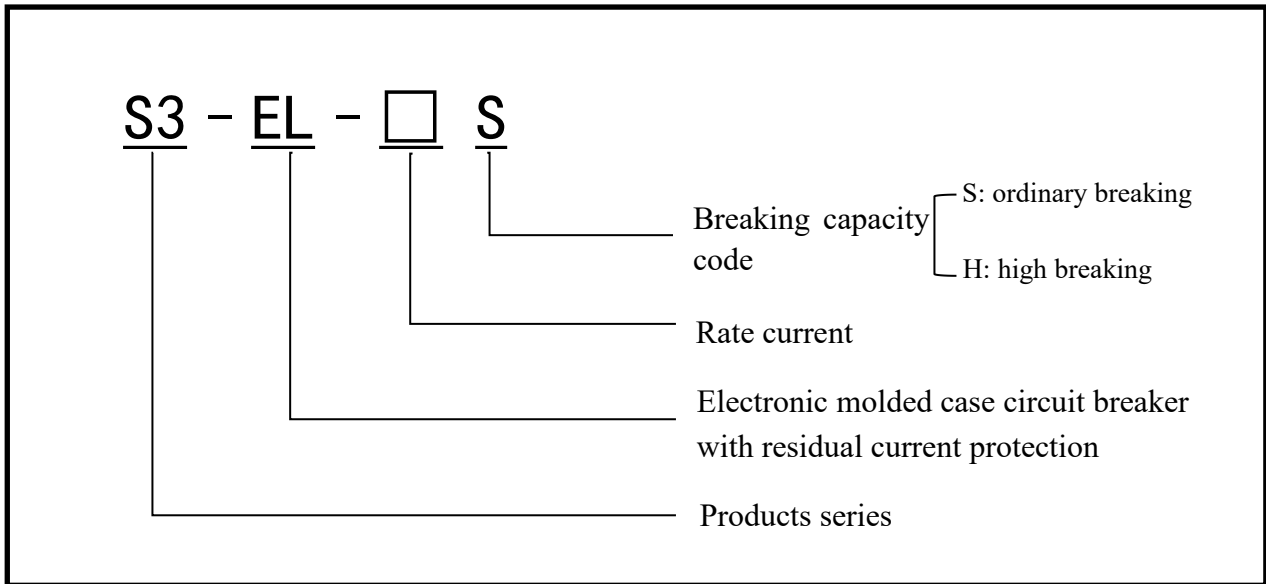 S3 - EL - □ S
S: ordinary breaking
Breaking capacity
code
H: high breaking
Rate current
Electronic molded case circuit breaker
with residual current protection
Products series